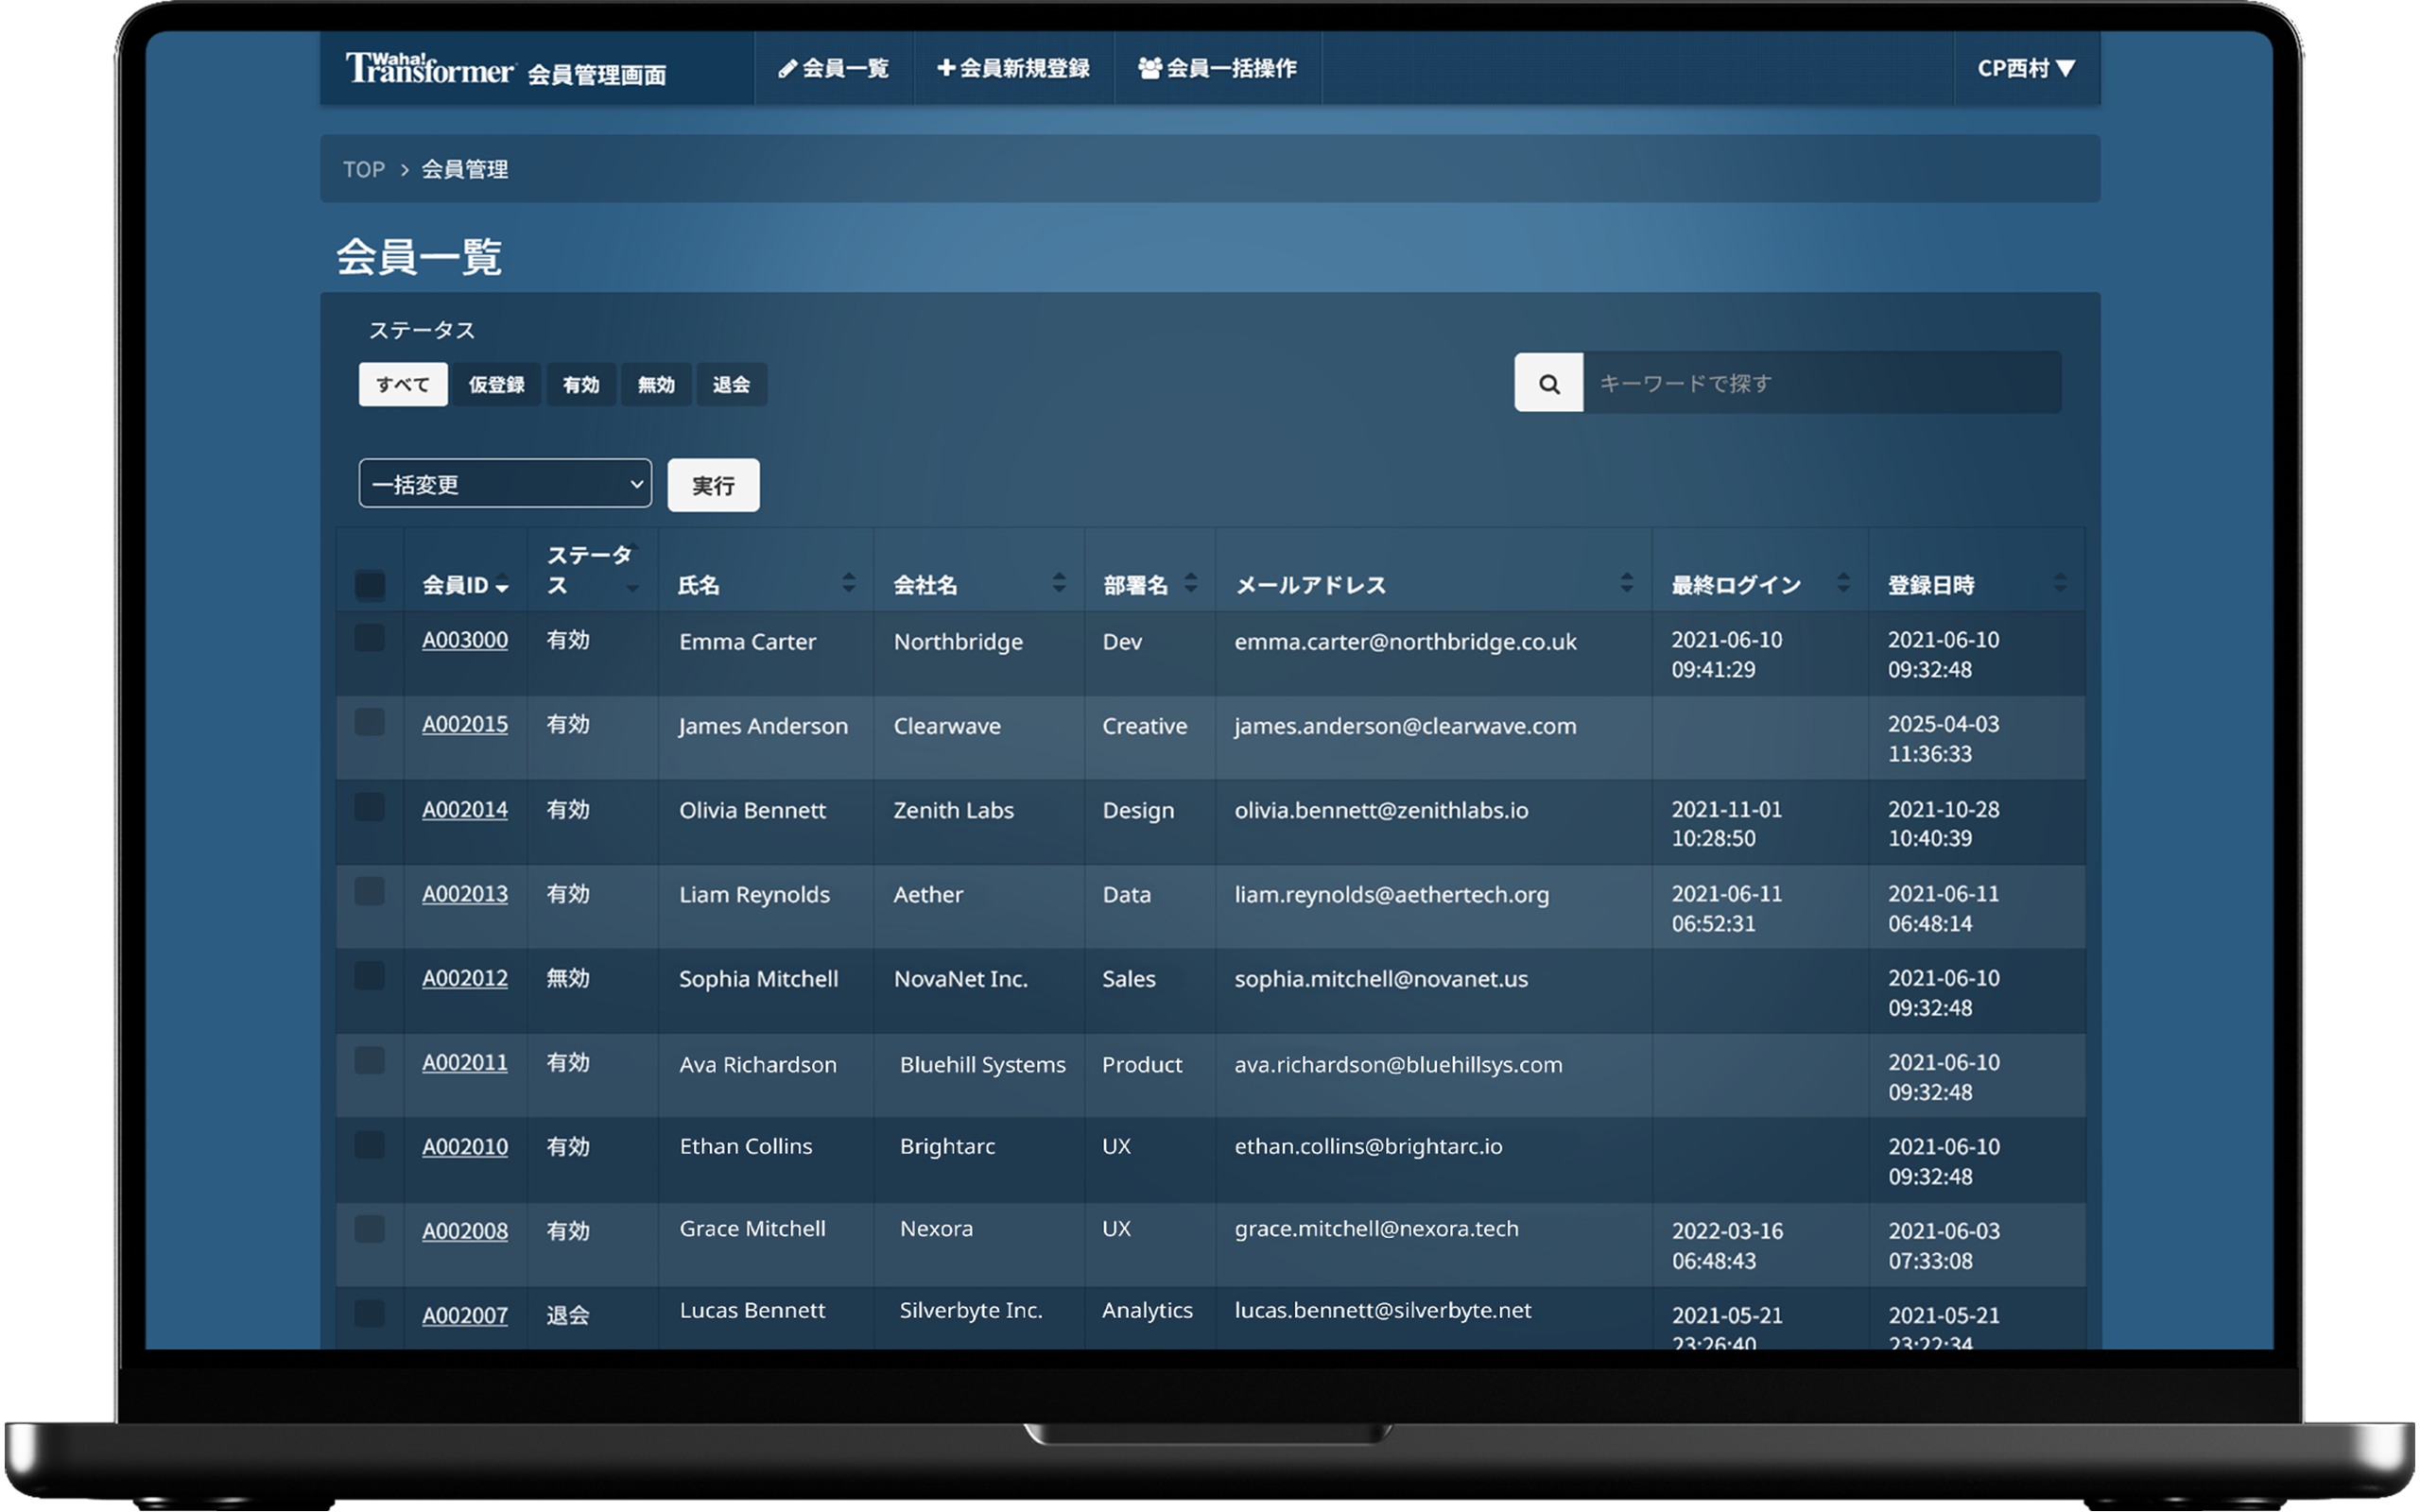 Waha! Transformer 会員管理画面
会員一覧
会員新規登録
会員一括操作
CP西村▼
TOP > 会員管理
会員一覧
ステータス
すべて 仮登録 有効 無効 退会
キーワードで探す
一括変更 実行
会員ID ステータス 氏名 会社名 部署名 メールアドレス 最終ログイン 登録日時
A003000 有効 Emma Carter Northbridge Dev emma.carter@northbridge.co.uk 2021-06-10 09:41:29 2021-06-10 09:32:48
A002015 有効 James Anderson Clearwave Creative james.anderson@clearwave.com 2025-04-03 11:36:33
A002014 有効 Olivia Bennett Zenith Labs Design olivia.bennett@zenithlabs.io 2021-11-01 10:28:50 2021-10-28 10:40:39
A002013 有効 Liam Reynolds Aether Data liam.reynolds@aethertech.org 2021-06-11 06:52:31 2021-06-11 06:48:14
A002012 無効 Sophia Mitchell NovaNet Inc. Sales sophia.mitchell@novanet.us 2021-06-10 09:32:48
A002011 有効 Ava Richardson Bluehill Systems Product ava.richardson@bluehillsys.com 2021-06-10 09:32:48
A002010 有効 Ethan Collins Brightarc UX ethan.collins@brightarc.io 2021-06-10 09:32:48
A002008 有効 Grace Mitchell Nexora UX grace.mitchell@nexora.tech 2022-03-16 06:48:43 2021-06-03 07:33:08
A002007 退会 Lucas Bennett Silverbyte Inc. Analytics lucas.bennett@silverbyte.net 2021-05-21 23:26:40 2021-05-21 23:22:34